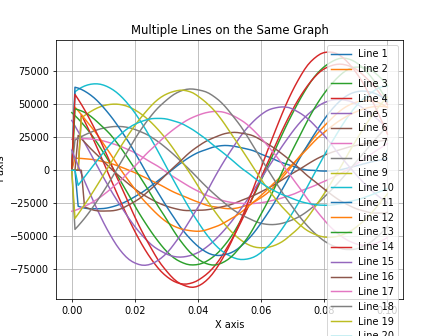 Multiple Lines on the Same Graph
75000
50000
25000
0
−25000
−50000
−75000
0.00
0.02
0.04
0.06
X axis
Line 1
Line 2
Line 3
Line 4
Line 5
Line 6
Line 7
Line 8
Line 9
Line 10
Line 11
Line 12
Line 13
Line 14
Line 15
Line 16
Line 17
Line 18
Line 19
Line 20